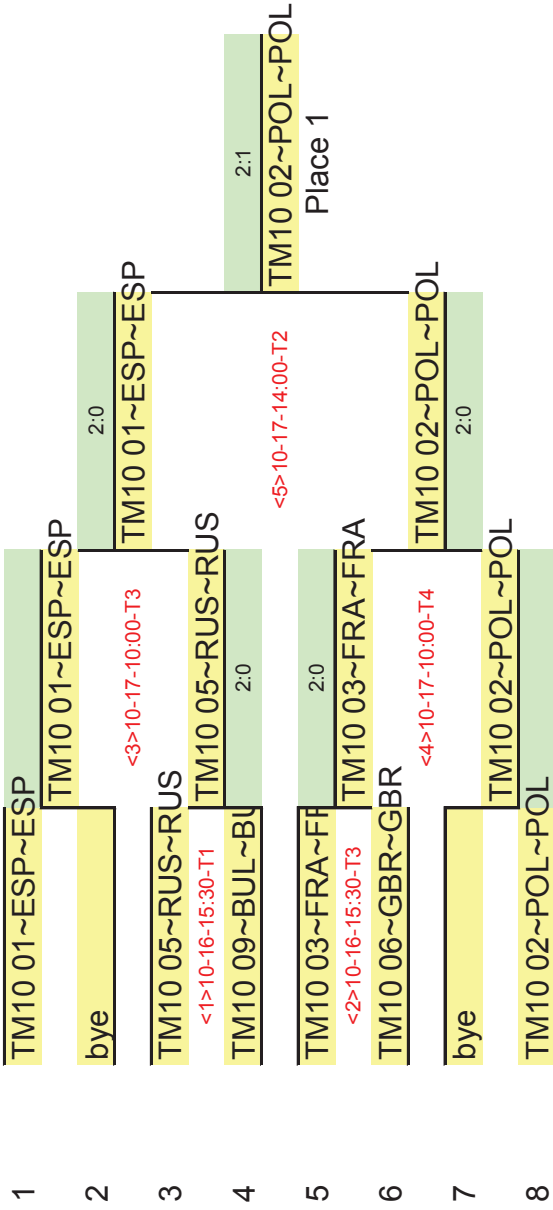 1
TM10 01~ESP~ESP
TM10 01~ESP~ESP
2
bye
2:0
TM10 01~ESP~ESP
<3>10-17-10:00-T3
3
TM10 05~RUS~RUS
<1>10-16-15:30-T1
TM10 05~RUS~RUS
4
TM10 09~BUL~BU
2:0
<5>10-17-14:00-T2
2:1
TM10 02~POL~POL
Place 1
5
TM10 03~FRA~FR
2:0
TM10 03~FRA~FRA
<2>10-16-15:30-T3
6
TM10 06~GBR~GBR
<4>10-17-10:00-T4
TM10 02~POL~POL
2:0
7
bye
TM10 02~POL~POL
8
TM10 02~POL~POL